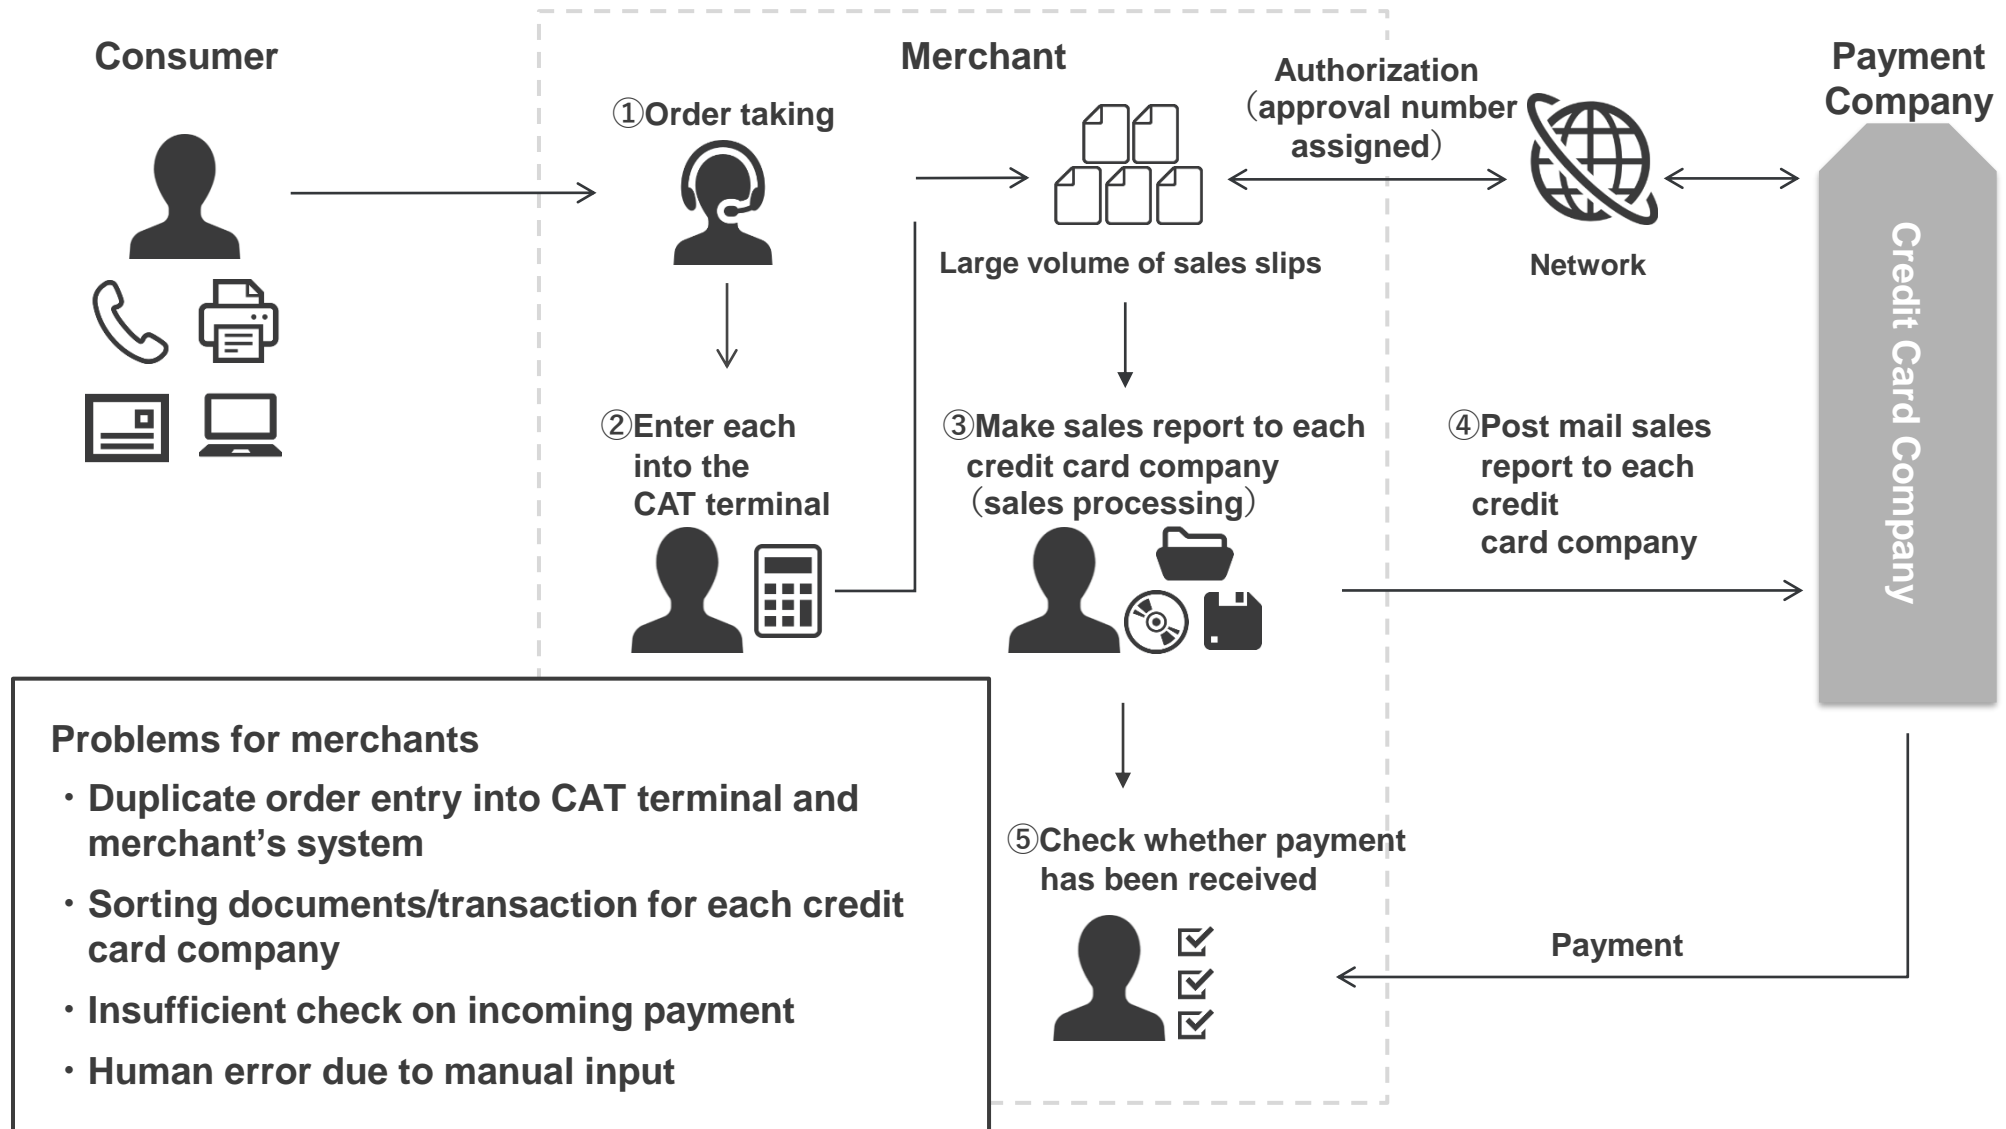 Consumer
Merchant
Payment
Company
①Order taking
Authorization
（approval number
assigned）
Large volume of sales slips
Network
Credit Card Company
②Enter each
into the
CAT terminal
③Make sales report to each
credit card company
（sales processing）
④Post mail sales
report to each
credit
card company
⑤Check whether payment
has been received
Payment
Problems for merchants
・Duplicate order entry into CAT terminal and
merchant’s system
・Sorting documents/transaction for each credit
card company
・Insufficient check on incoming payment
・Human error due to manual input